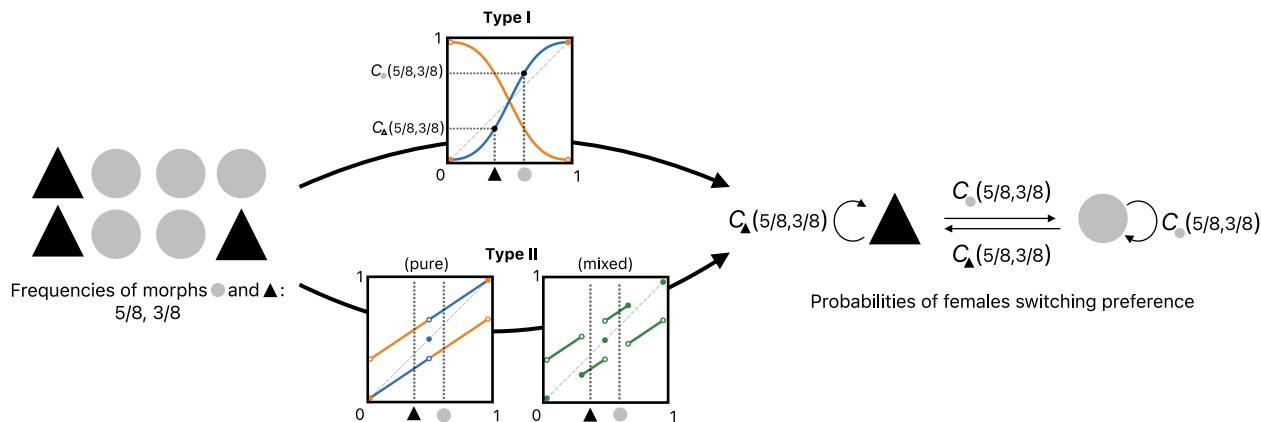 Type I
1
C●(5/8,3/8)
C▲(5/8,3/8)
0
1
Frequencies of morphs ● and ▲:
5/8, 3/8
Type II
(pure)
(mixed)
1
1
0
1
0
1
C▲(5/8,3/8)
C●(5/8,3/8)
C▲(5/8,3/8)
C●(5/8,3/8)
Probabilities of females switching preference